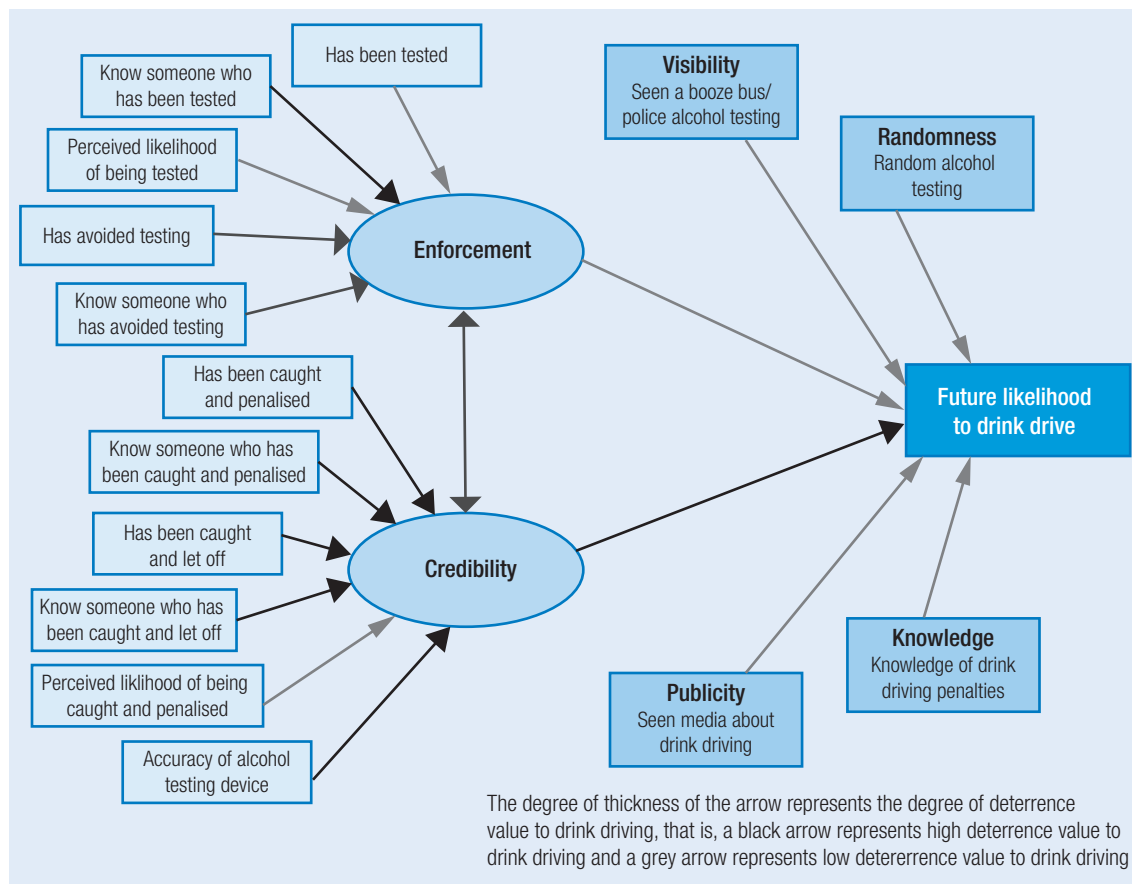 Has been tested
Know someone who
has been tested
Perceived likelihood
of being tested
Has avoided testing
Know someone who
has avoided testing
Enforcement
Visibility
Seen a booze bus/
police alcohol testing
Randomness
Random alcohol
testing
Has been caught
and penalised
Know someone who has
been caught and penalised
Has been caught
and let off
Know someone who has
been caught and let off
Perceived liklihood of being
caught and penalised
Accuracy of alcohol
testing device
Credibility
Future likelihood
to drink drive
Knowledge
Knowledge of drink
driving penalties
Publicity
Seen media about
drink driving
The degree of thickness of the arrow represents the degree of deterrence
value to drink driving, that is, a black arrow represents high deterrence value to
drink driving and a grey arrow represents low detererrence value to drink driving